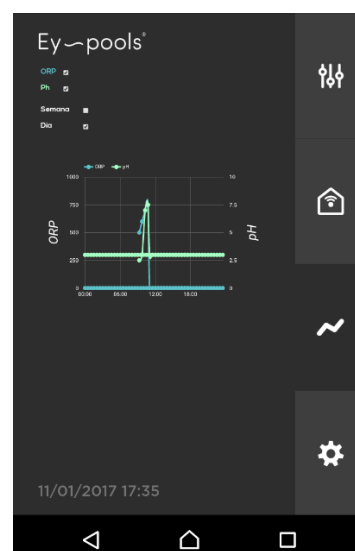 Ey-pools°
ORP
Ph
Semana
Dia
ORP pH
1000 10
750 7.5
500 5
250 2.5
0
ORP
pH
00:00 06:00 12:00 18:00
11/01/2017 17:35